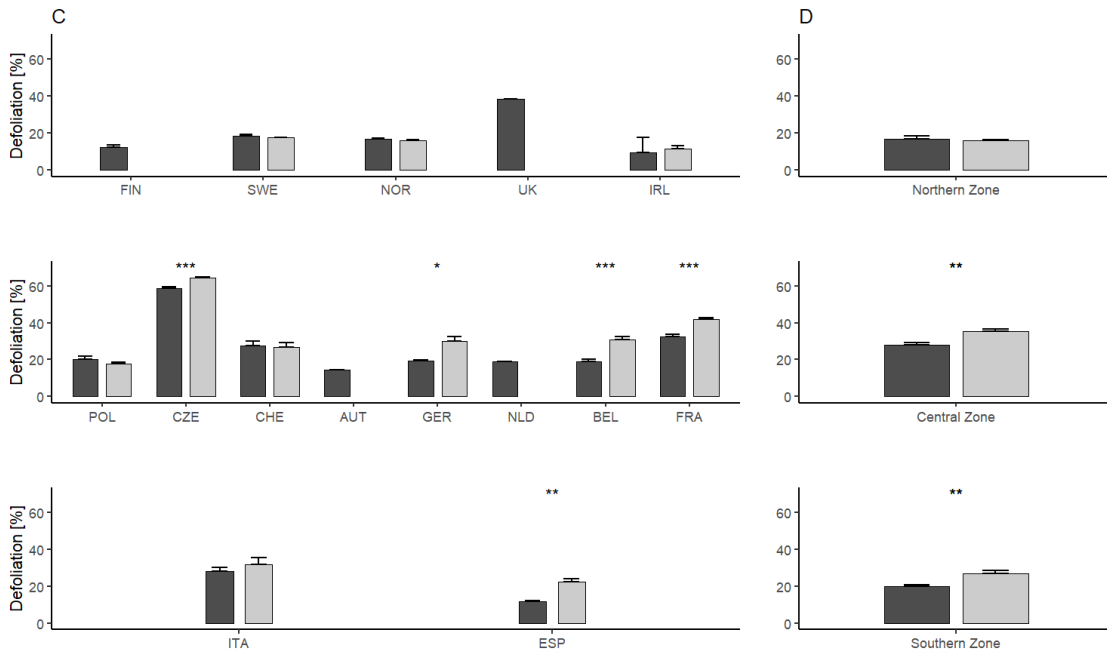 C
D
Defoliation [%]
60
40
20
0
FIN SWE NOR UK IRL
60
40
20
0
Northern Zone
Defoliation [%]
60
40
20
0
*** * *** ***
POL CZE CHE AUT GER NLD BEL FRA
60
40
20
0
**
Central Zone
Defoliation [%]
60
40
20
0
**
ITA ESP
60
40
20
0
**
Southern Zone